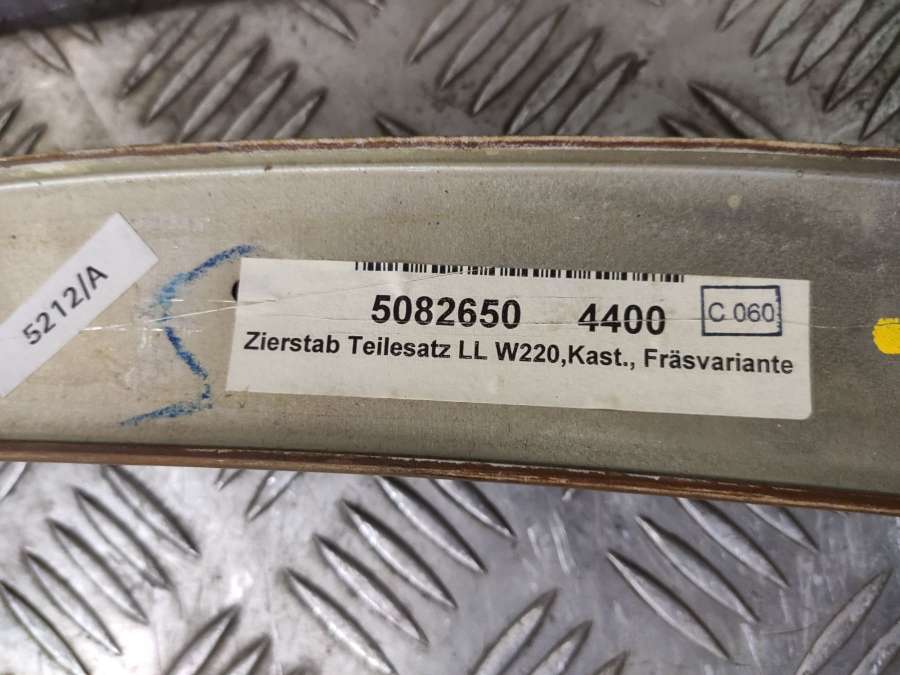 5212/A
5082650 4400 C 060
Zierstab Teilesatz LL W220,Kast., Fräsvariante